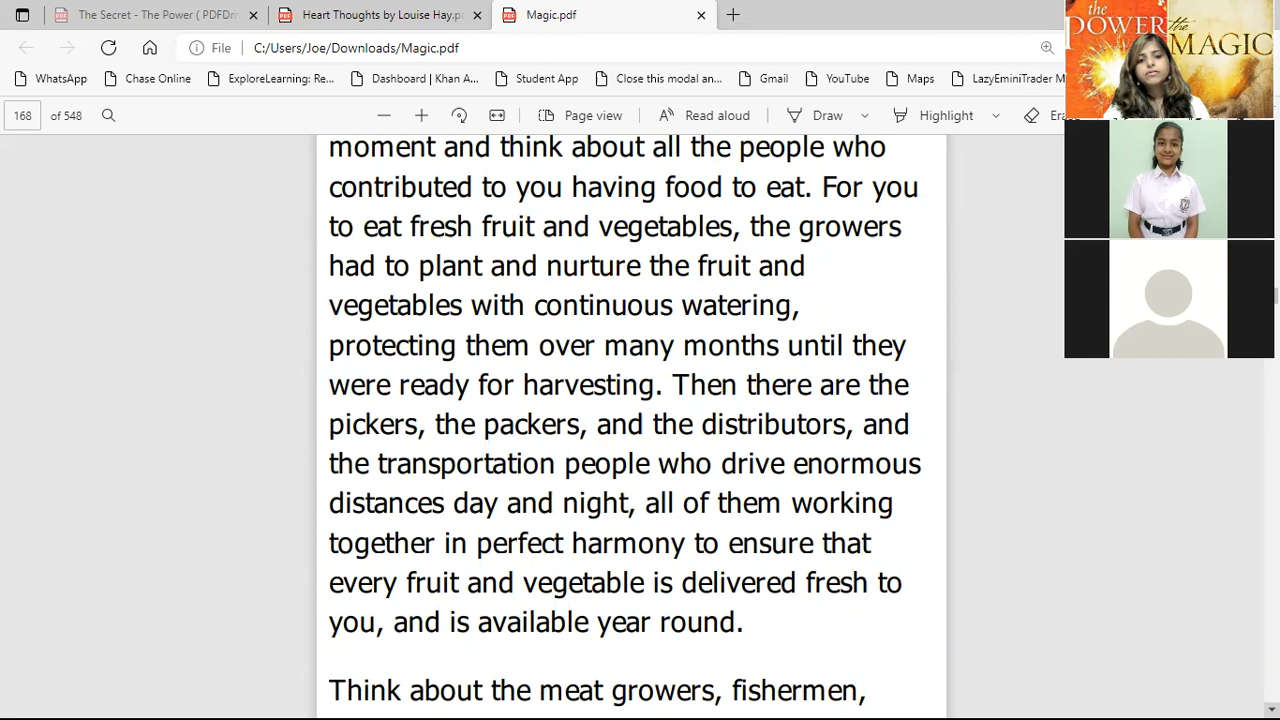 The Secret - The Power ( PDFDri
Heart Thoughts by Louise Hay.p
Magic.pdf
File
C:/Users/Joe/Downloads/Magic.pdf
WhatsApp
Chase Online
ExploreLearning: Re...
Dashboard | Khan A...
Student App
Close this modal an...
Gmail
YouTube
Maps
LazyEminiTrader M
168 of 548
Page view
Read aloud
Draw
Highlight
Er
the
POWER
the
MAGIC
moment and think about all the people who
contributed to you having food to eat. For you
to eat fresh fruit and vegetables, the growers
had to plant and nurture the fruit and
vegetables with continuous watering,
protecting them over many months until they
were ready for harvesting. Then there are the
pickers, the packers, and the distributors, and
the transportation people who drive enormous
distances day and night, all of them working
together in perfect harmony to ensure that
every fruit and vegetable is delivered fresh to
you, and is available year round.
Think about the meat growers, fishermen,